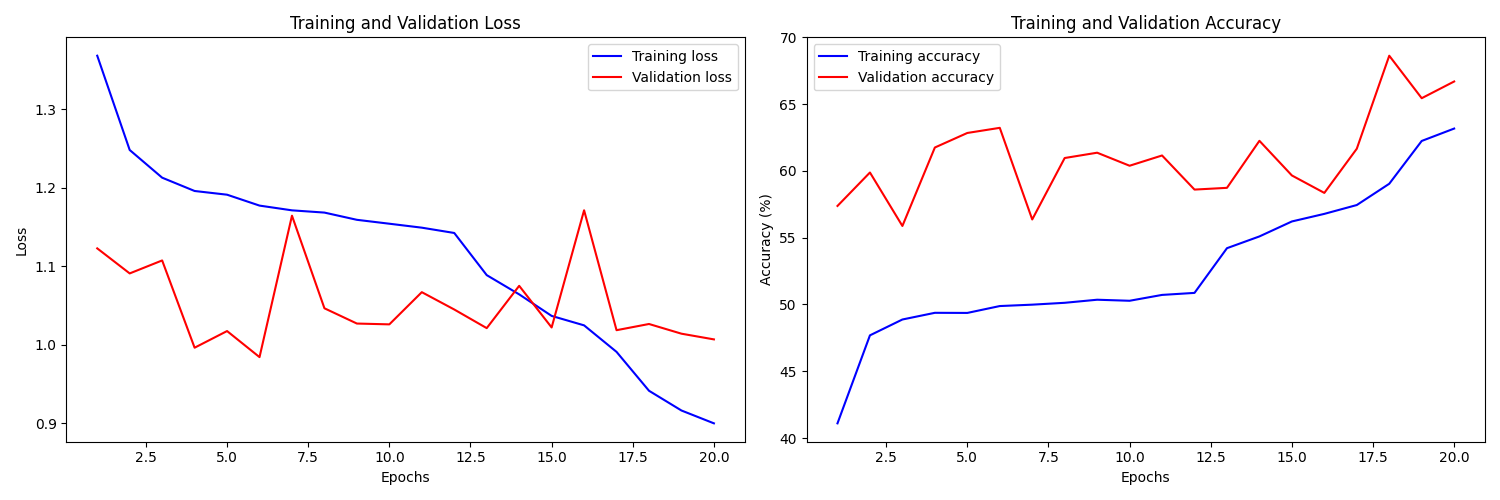 Training and Validation Loss
Training loss
Validation loss
Loss
1.3
1.2
1.1
1.0
0.9
2.5 5.0 7.5 10.0 12.5 15.0 17.5 20.0
Epochs
Training and Validation Accuracy
Training accuracy
Validation accuracy
Accuracy (%)
70
65
60
55
50
45
40
2.5 5.0 7.5 10.0 12.5 15.0 17.5 20.0
Epochs